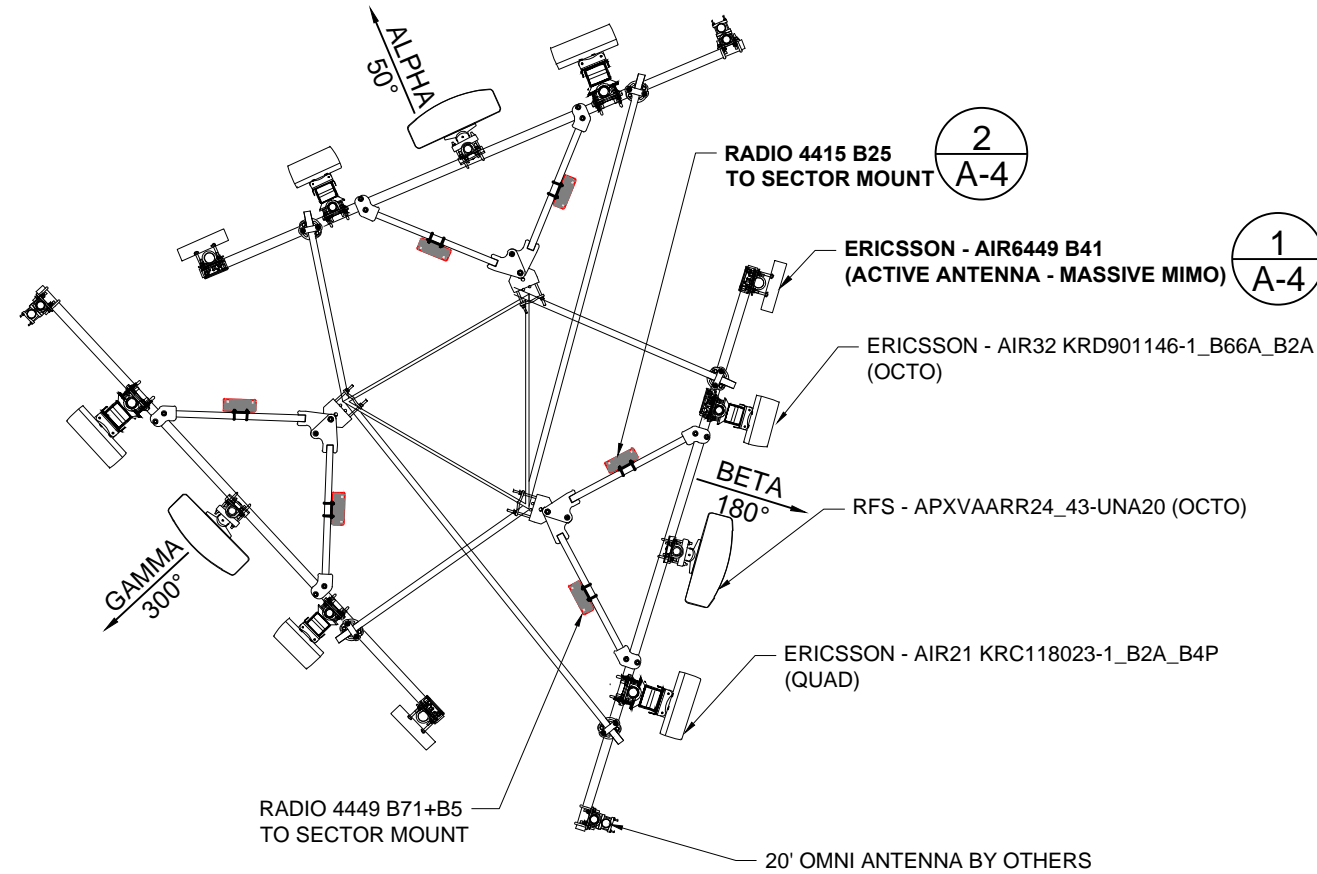 ALPHA
50°
RADIO 4415 B25
TO SECTOR MOUNT
2
A-4
ERICSSON - AIR6449 B41
(ACTIVE ANTENNA - MASSIVE MIMO)
1
A-4
ERICSSON - AIR32 KRD901146-1_B66A_B2A
(OCTO)
BETA
180°
RFS - APXVAARR24_43-UNA20 (OCTO)
GAMMA
300°
ERICSSON - AIR21 KRC118023-1_B2A_B4P
(QUAD)
RADIO 4449 B71+B5
TO SECTOR MOUNT
20' OMNI ANTENNA BY OTHERS